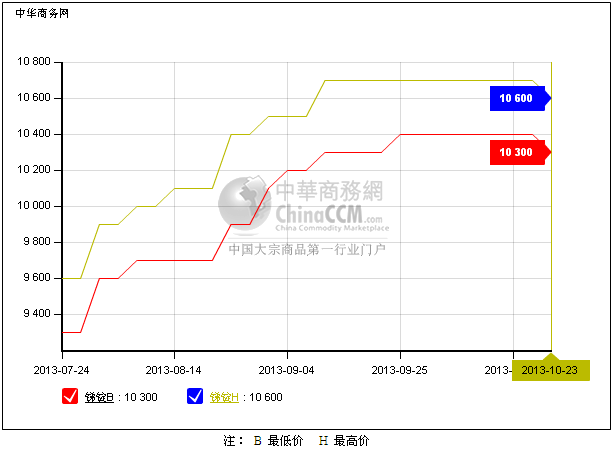 中华商务网
10 800
10 600
10 400
10 200
10 000
9 800
9 600
9 400
10 600
10 300
中華商務網
ChinaCCM.com
China Commodity Marketplace
中国大宗商品第一行业门户
2013-07-24
2013-08-14
2013-09-04
2013-09-25
2013-
2013-10-23
锑锭B : 10 300
锑锭H : 10 600
注： B 最低价 H 最高价